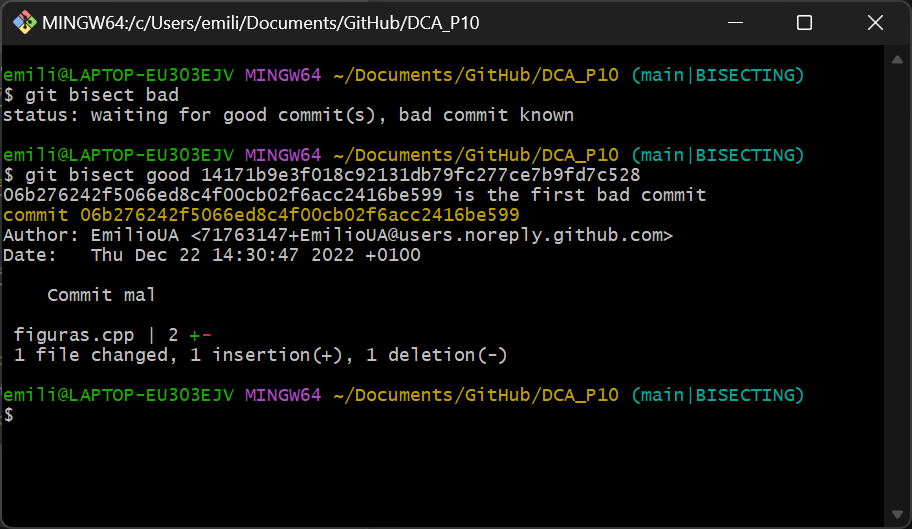 MINGW64:/c/Users/emili/Documents/GitHub/DCA_P10
emili@LAPTOP-EU3O3EJV MINGW64 ~/Documents/GitHub/DCA_P10 (main|BISECTING)
$ git bisect bad
status: waiting for good commit(s), bad commit known
emili@LAPTOP-EU3O3EJV MINGW64 ~/Documents/GitHub/DCA_P10 (main|BISECTING)
$ git bisect good 14171b9e3f018c92131db79fc277ce7b9fd7c528
06b276242f5066ed8c4f00cb02f6acc2416be599 is the first bad commit
commit 06b276242f5066ed8c4f00cb02f6acc2416be599
Author: EmilioUA <71763147+EmilioUA@users.noreply.github.com>
Date:   Thu Dec 22 14:30:47 2022 +0100
    Commit mal
 figuras.cpp | 2 +-
 1 file changed, 1 insertion(+), 1 deletion(-)
emili@LAPTOP-EU3O3EJV MINGW64 ~/Documents/GitHub/DCA_P10 (main|BISECTING)
$